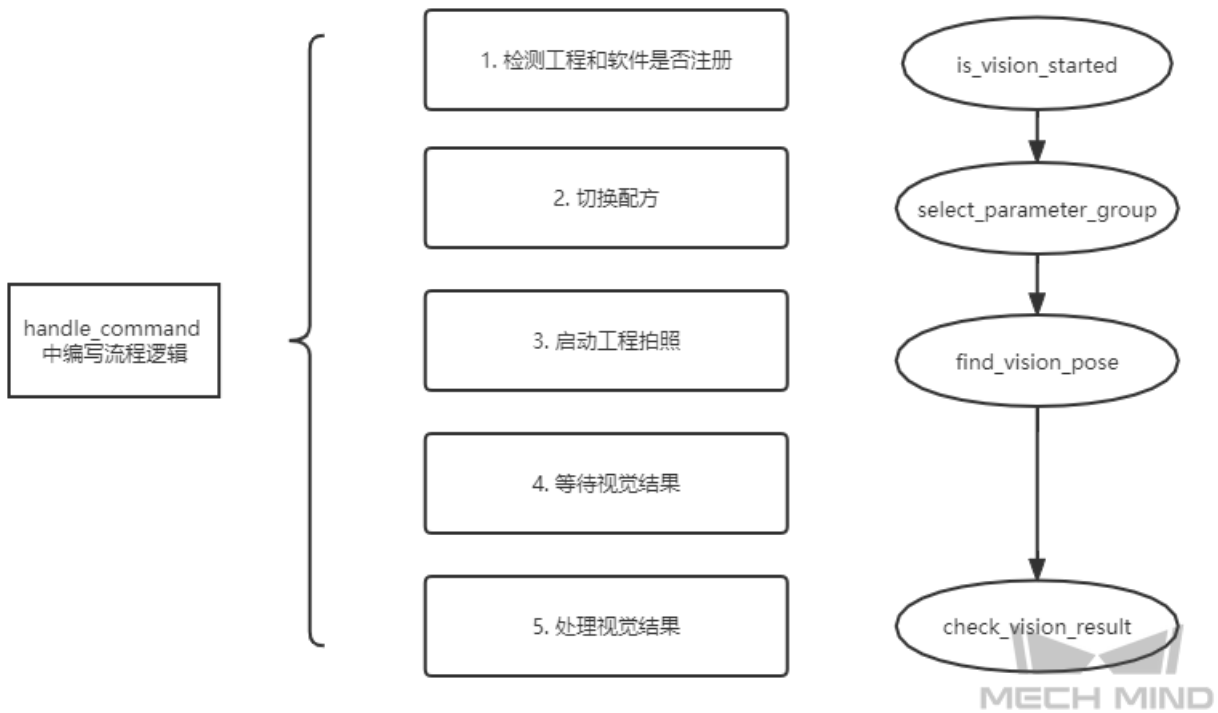 handle_command
中编写流程逻辑
1. 检测工程和软件是否注册
2. 切换配方
3. 启动工程拍照
4. 等待视觉结果
5. 处理视觉结果
is_vision_started
select_parameter_group
find_vision_pose
check_vision_result
MECH MIND